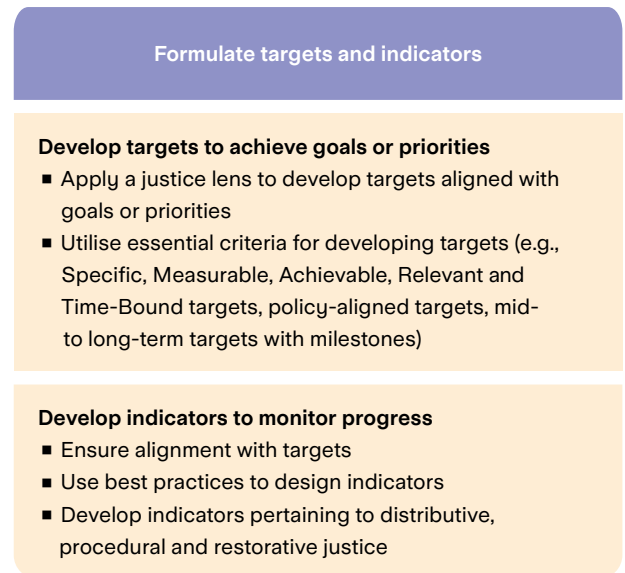 Formulate targets and indicators
Develop targets to achieve goals or priorities
▪ Apply a justice lens to develop targets aligned with
goals or priorities
▪ Utilise essential criteria for developing targets (e.g.,
Specific, Measurable, Achievable, Relevant and
Time-Bound targets, policy-aligned targets, mid-
to long-term targets with milestones)
Develop indicators to monitor progress
▪ Ensure alignment with targets
▪ Use best practices to design indicators
▪ Develop indicators pertaining to distributive,
procedural and restorative justice